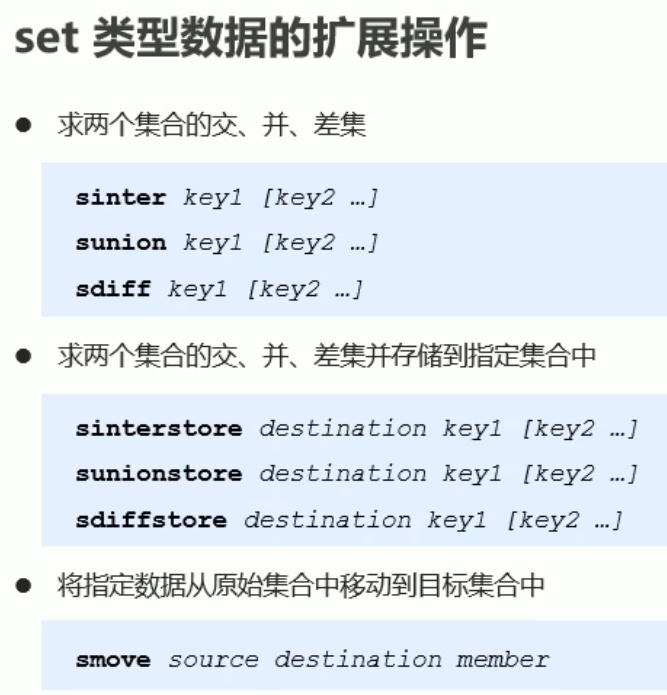 set 类型数据的扩展操作
● 求两个集合的交、并、差集
sinter key1 [key2 …]
sunion key1 [key2 …]
sdiff key1 [key2 …]
● 求两个集合的交、并、差集并存储到指定集合中
sinterstore destination key1 [key2 …]
sunionstore destination key1 [key2 …]
sdiffstore destination key1 [key2 …]
● 将指定数据从原始集合中移动到目标集合中
smove source destination member